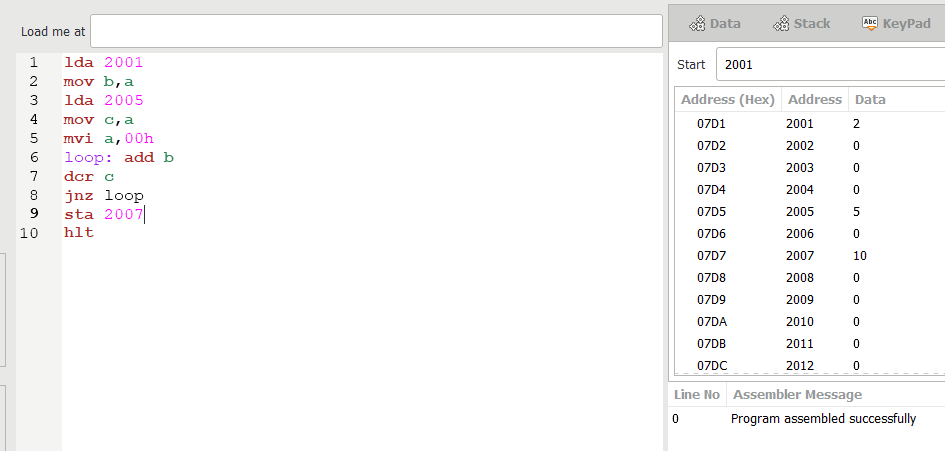 Load me at
1 lda 2001
2 mov b,a
3 lda 2005
4 mov c,a
5 mvi a,00h
6 loop: add b
7 dcr c
8 jnz loop
9 sta 2007
10 hlt
Data Stack Abc KeyPad
Start 2001
Address (Hex) Address Data
07D1 2001 2
07D2 2002 0
07D3 2003 0
07D4 2004 0
07D5 2005 5
07D6 2006 0
07D7 2007 10
07D8 2008 0
07D9 2009 0
07DA 2010 0
07DB 2011 0
07DC 2012 0
Line No Assembler Message
0 Program assembled successfully